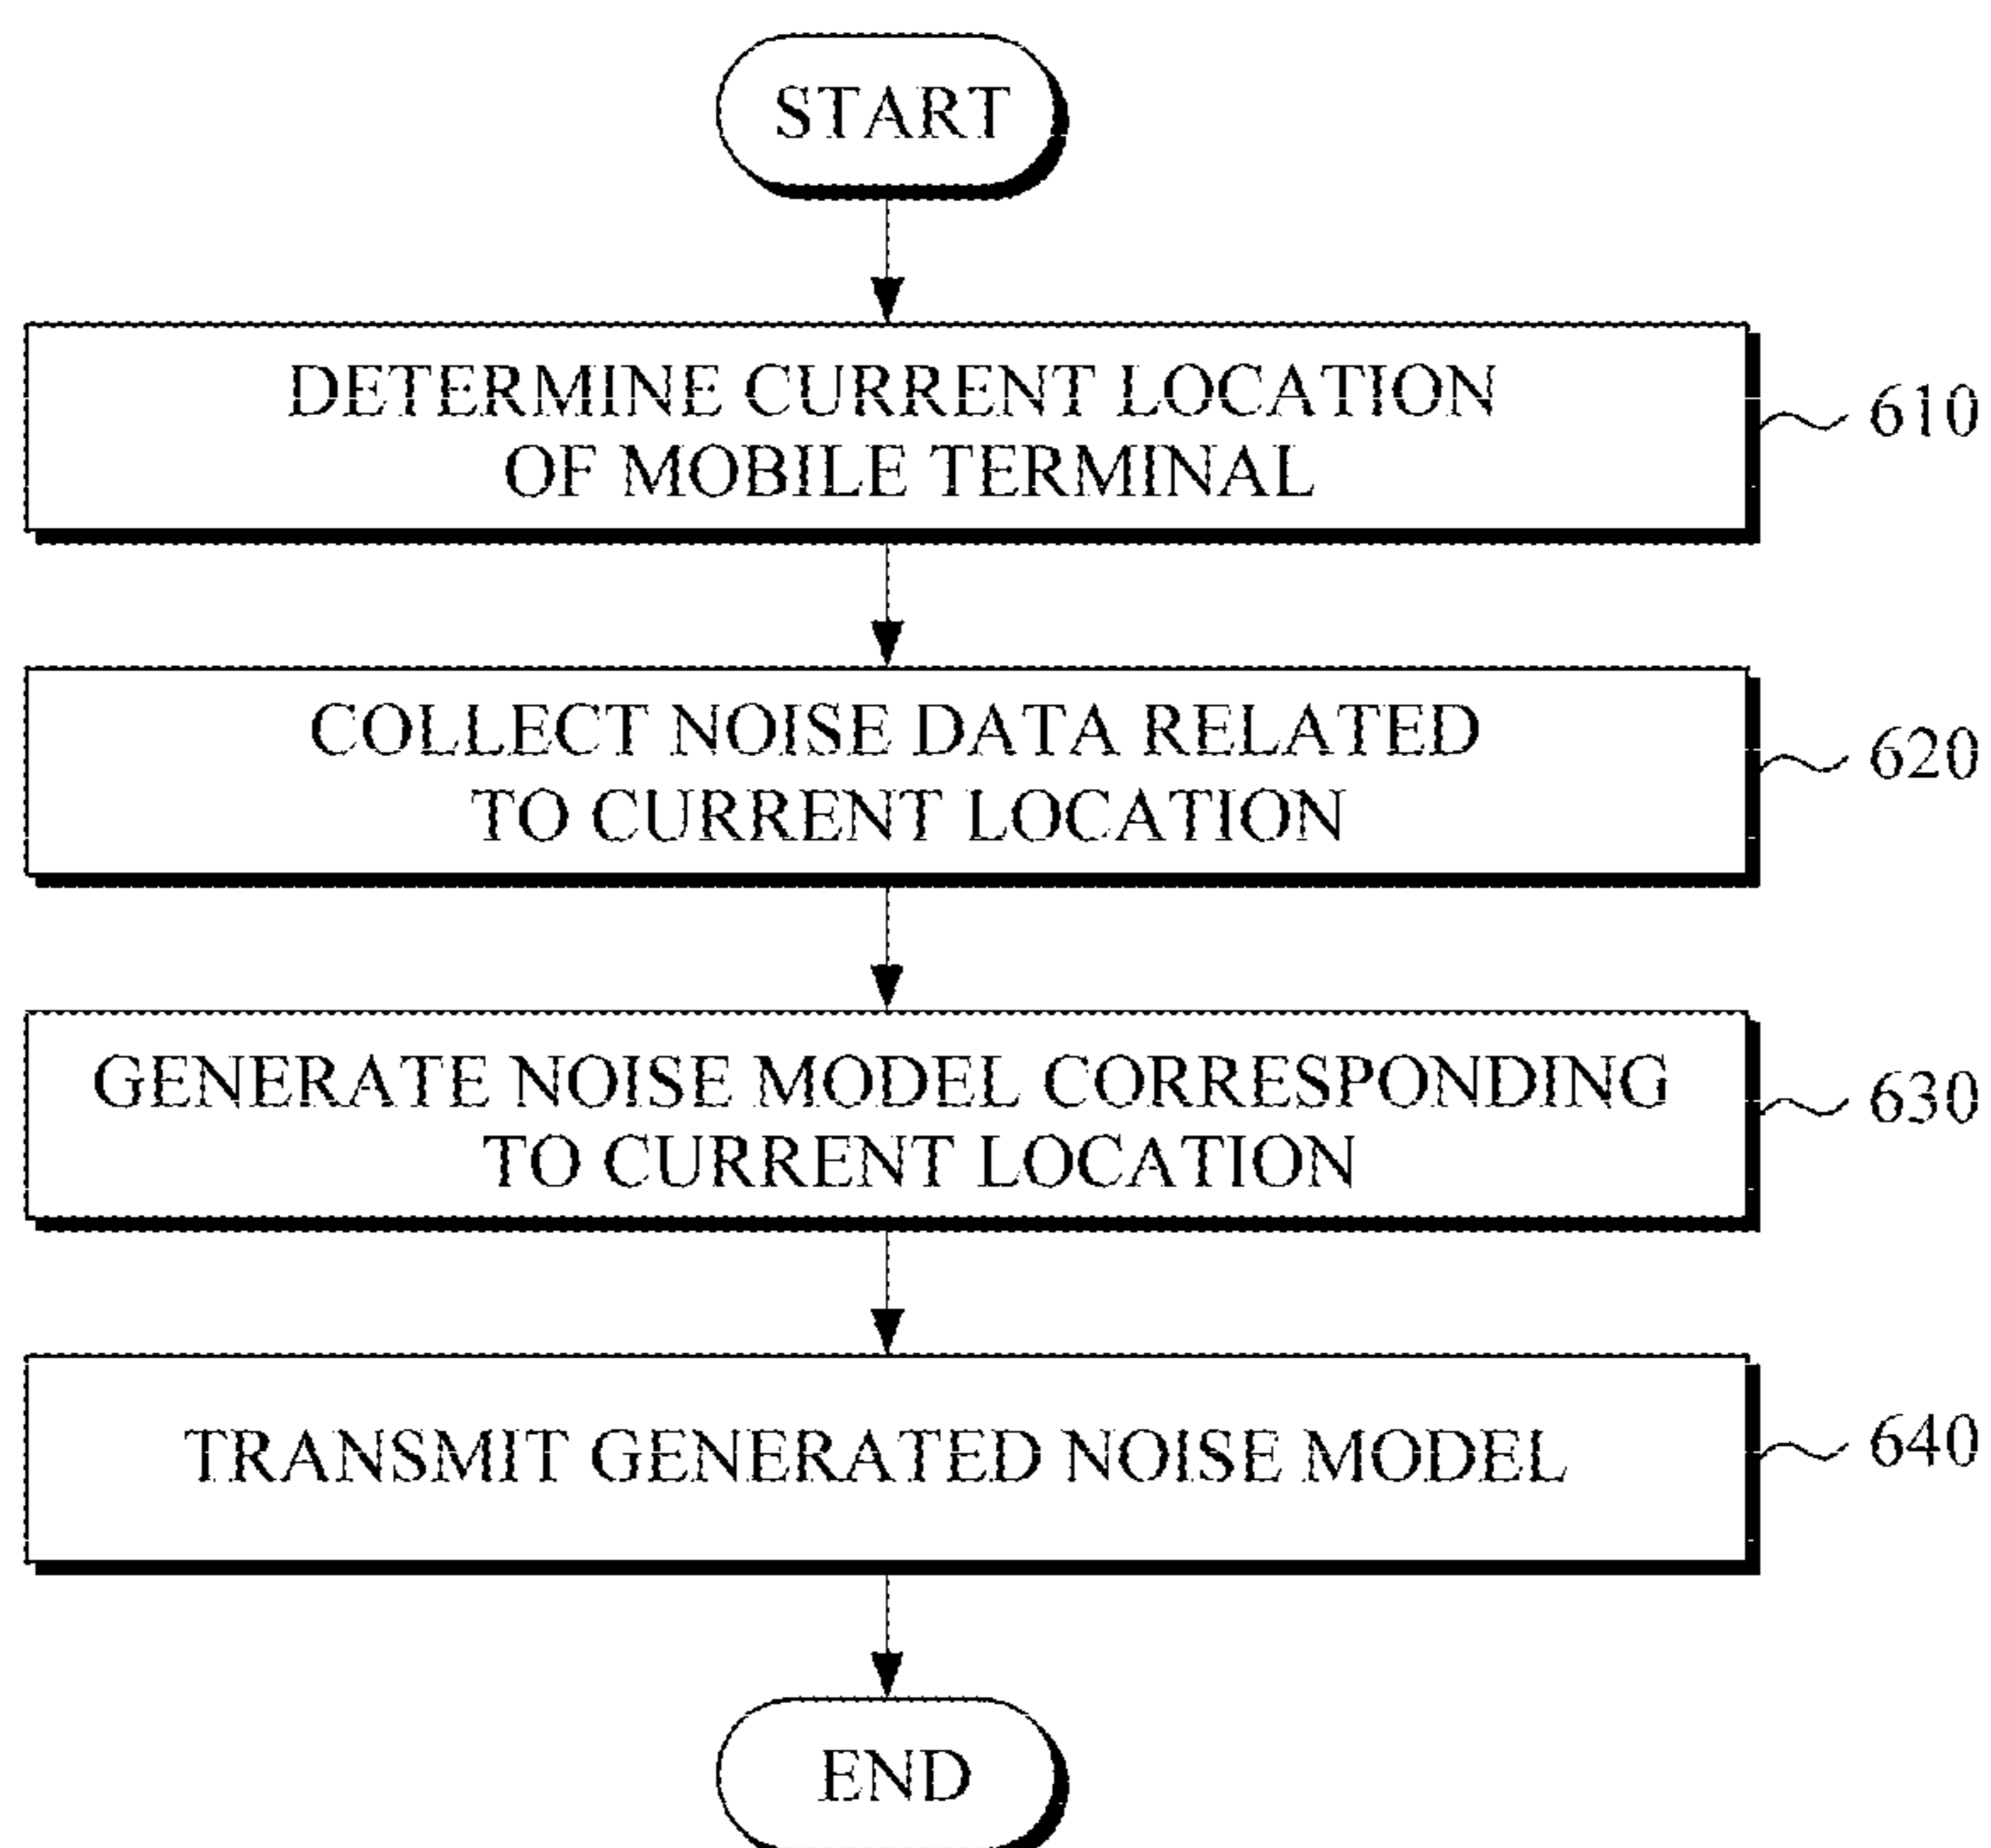 START
DETERMINE CURRENT LOCATION
OF MOBILE TERMINAL
610
COLLECT NOISE DATA RELATED
TO CURRENT LOCATION
620
GENERATE NOISE MODEL CORRESPONDING
TO CURRENT LOCATION
630
TRANSMIT GENERATED NOISE MODEL
640
END